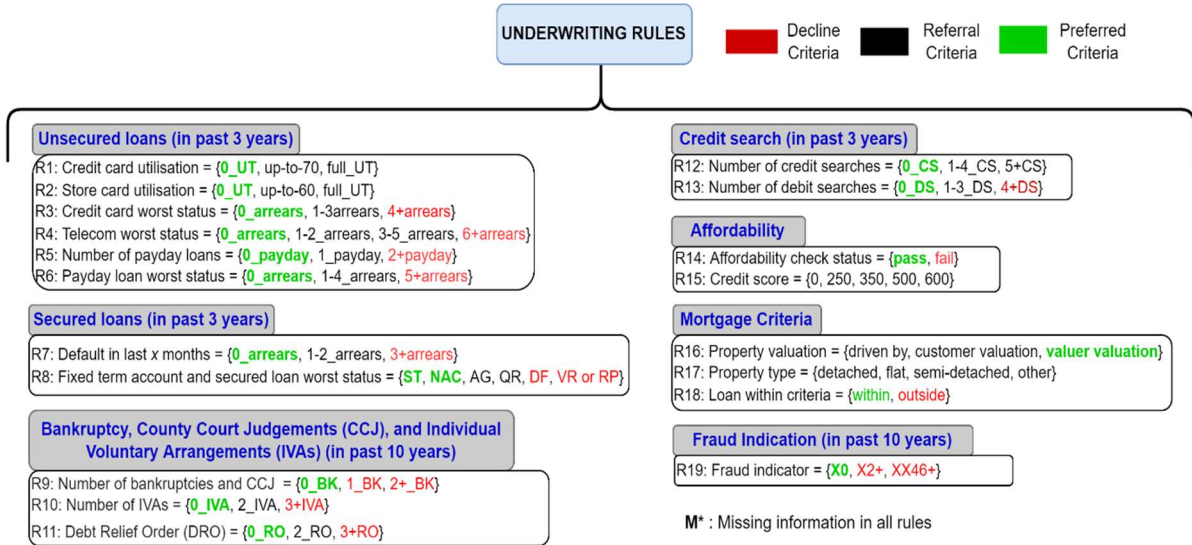 UNDERWRITING RULES
Decline
Criteria
Referral
Criteria
Preferred
Criteria
Unsecured loans (in past 3 years)
R1: Credit card utilisation = {0_UT, up-to-70, full_UT}
R2: Store card utilisation = {0_UT, up-to-60, full_UT}
R3: Credit card worst status = {0_arrears, 1-3arrears, 4+arrears}
R4: Telecom worst status = {0_arrears, 1-2_arrears, 3-5_arrears, 6+arrears}
R5: Number of payday loans = {0_payday, 1_payday, 2+payday}
R6: Payday loan worst status = {0_arrears, 1-4_arrears, 5+arrears}
Secured loans (in past 3 years)
R7: Default in last x months = {0_arrears, 1-2_arrears, 3+arrears}
R8: Fixed term account and secured loan worst status = {ST, NAC, AG, QR, DF, VR or RP}
Bankruptcy, County Court Judgements (CCJ), and Individual
Voluntary Arrangements (IVAs) (in past 10 years)
R9: Number of bankruptcies and CCJ = {0_BK, 1_BK, 2+_BK}
R10: Number of IVAs = {0_IVA, 2_IVA, 3+IVA}
R11: Debt Relief Order (DRO) = {0_RO, 2_RO, 3+RO}
Credit search (in past 3 years)
R12: Number of credit searches = {0_CS, 1-4_CS, 5+CS}
R13: Number of debit searches = {0_DS, 1-3_DS, 4+DS}
Affordability
R14: Affordability check status = {pass, fail}
R15: Credit score = {0, 250, 350, 500, 600}
Mortgage Criteria
R16: Property valuation = {driven by, customer valuation, valuer valuation}
R17: Property type = {detached, flat, semi-detached, other}
R18: Loan within criteria = {within, outside}
Fraud Indication (in past 10 years)
R19: Fraud indicator = {X0, X2+, XX46+}
M* : Missing information in all rules